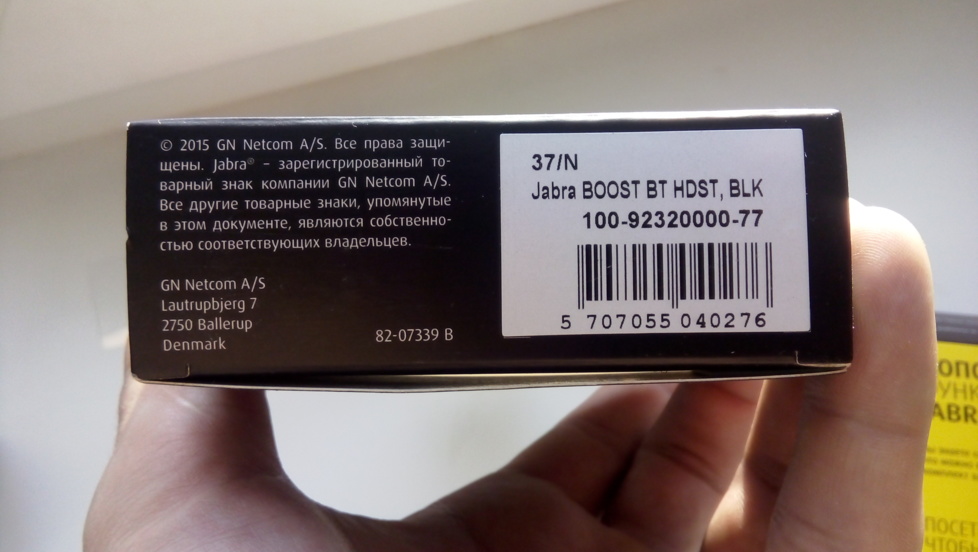 © 2015 GN Netcom A/S. Все права защи-
щены. Jabra® – зарегистрированный то-
варный знак компании GN Netcom A/S.
Все другие товарные знаки, упомянутые
в этом документе, являются собственно-
стью соответствующих владельцев.
GN Netcom A/S
Lautrupbjerg 7
2750 Ballerup
Denmark
82-07339 B
37/N
Jabra BOOST BT HDST, BLK
100-92320000-77
5 707055 040276